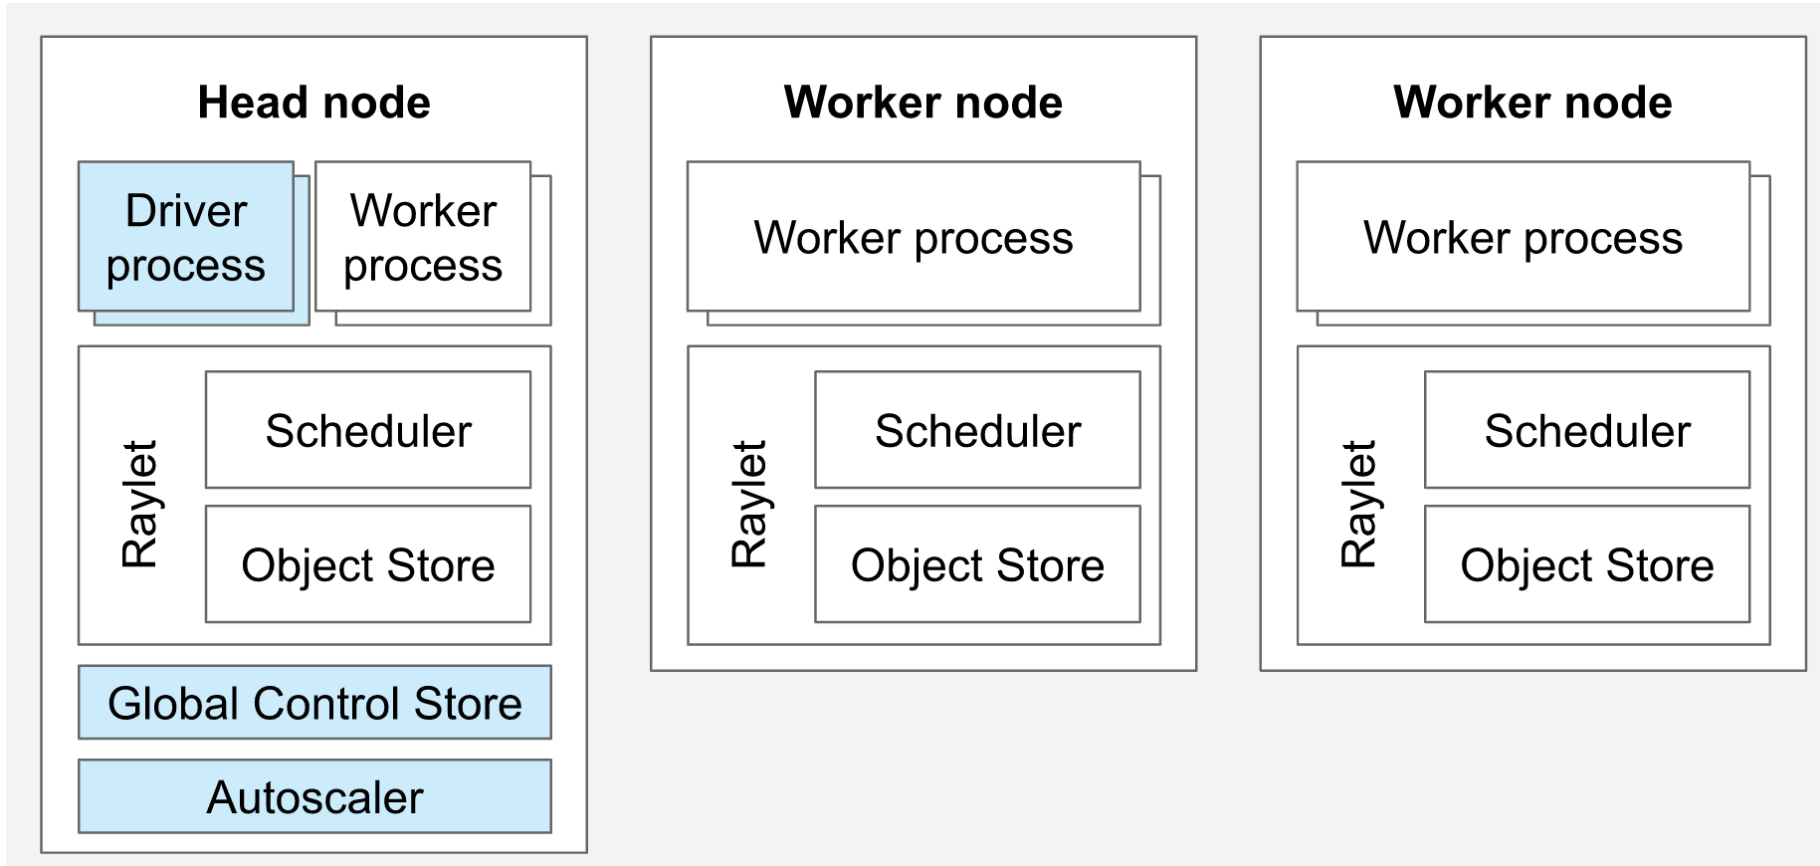 Head node
Driver
process
Worker
process
Raylet
Scheduler
Object Store
Global Control Store
Autoscaler
Worker node
Worker process
Raylet
Scheduler
Object Store
Worker node
Worker process
Raylet
Scheduler
Object Store